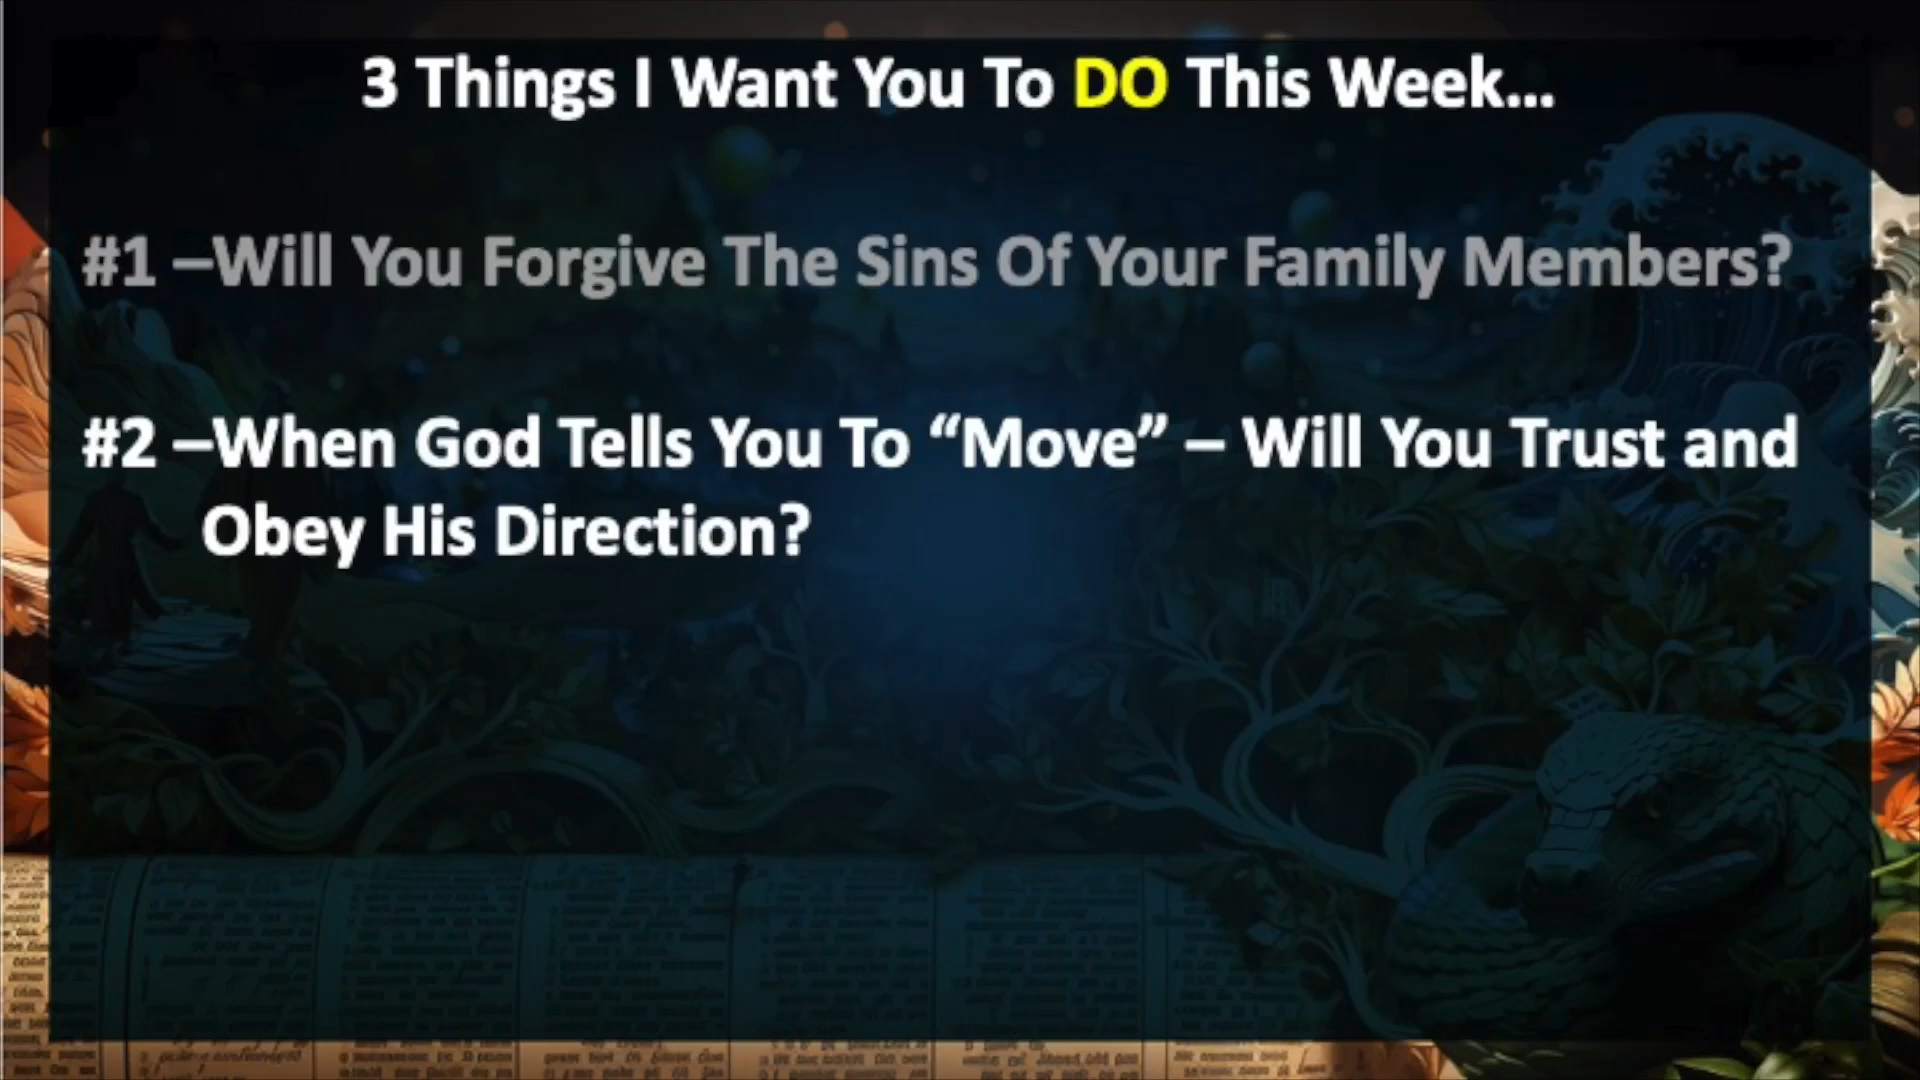 3 Things I Want You To DO This Week...
#1 –Will You Forgive The Sins Of Your Family Members?
#2 –When God Tells You To “Move” – Will You Trust and
Obey His Direction?